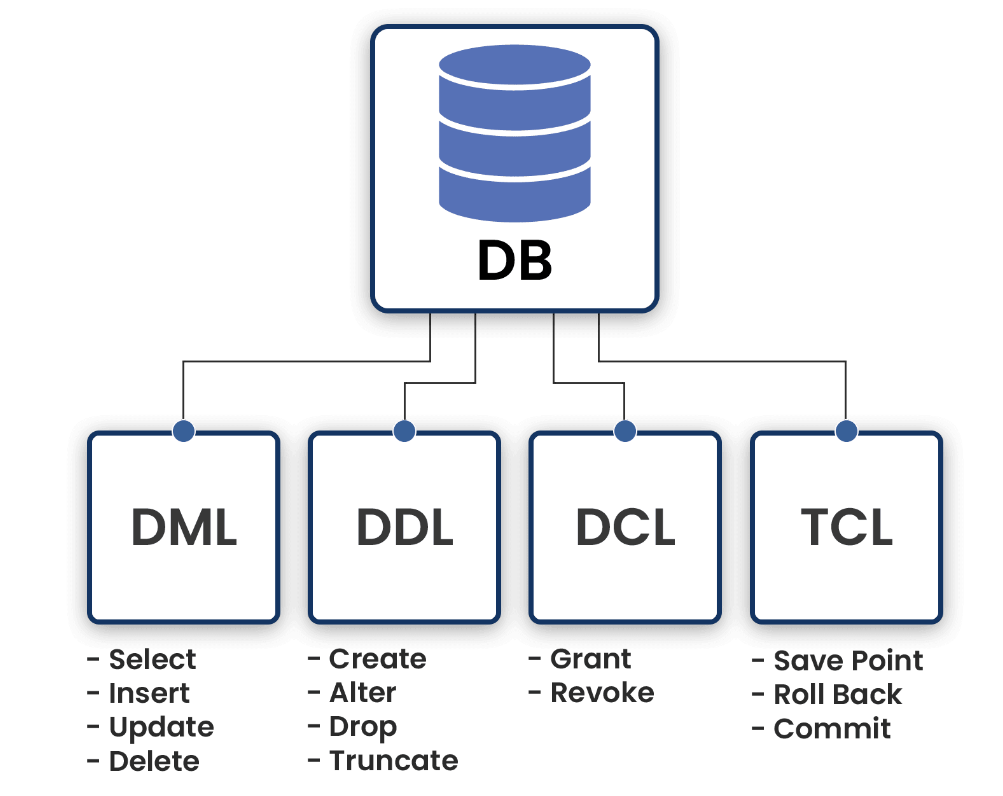 DB
DML
DDL
DCL
TCL
- Select
- Insert
- Update
- Delete
- Create
- Alter
- Drop
- Truncate
- Grant
- Revoke
- Save Point
- Roll Back
- Commit